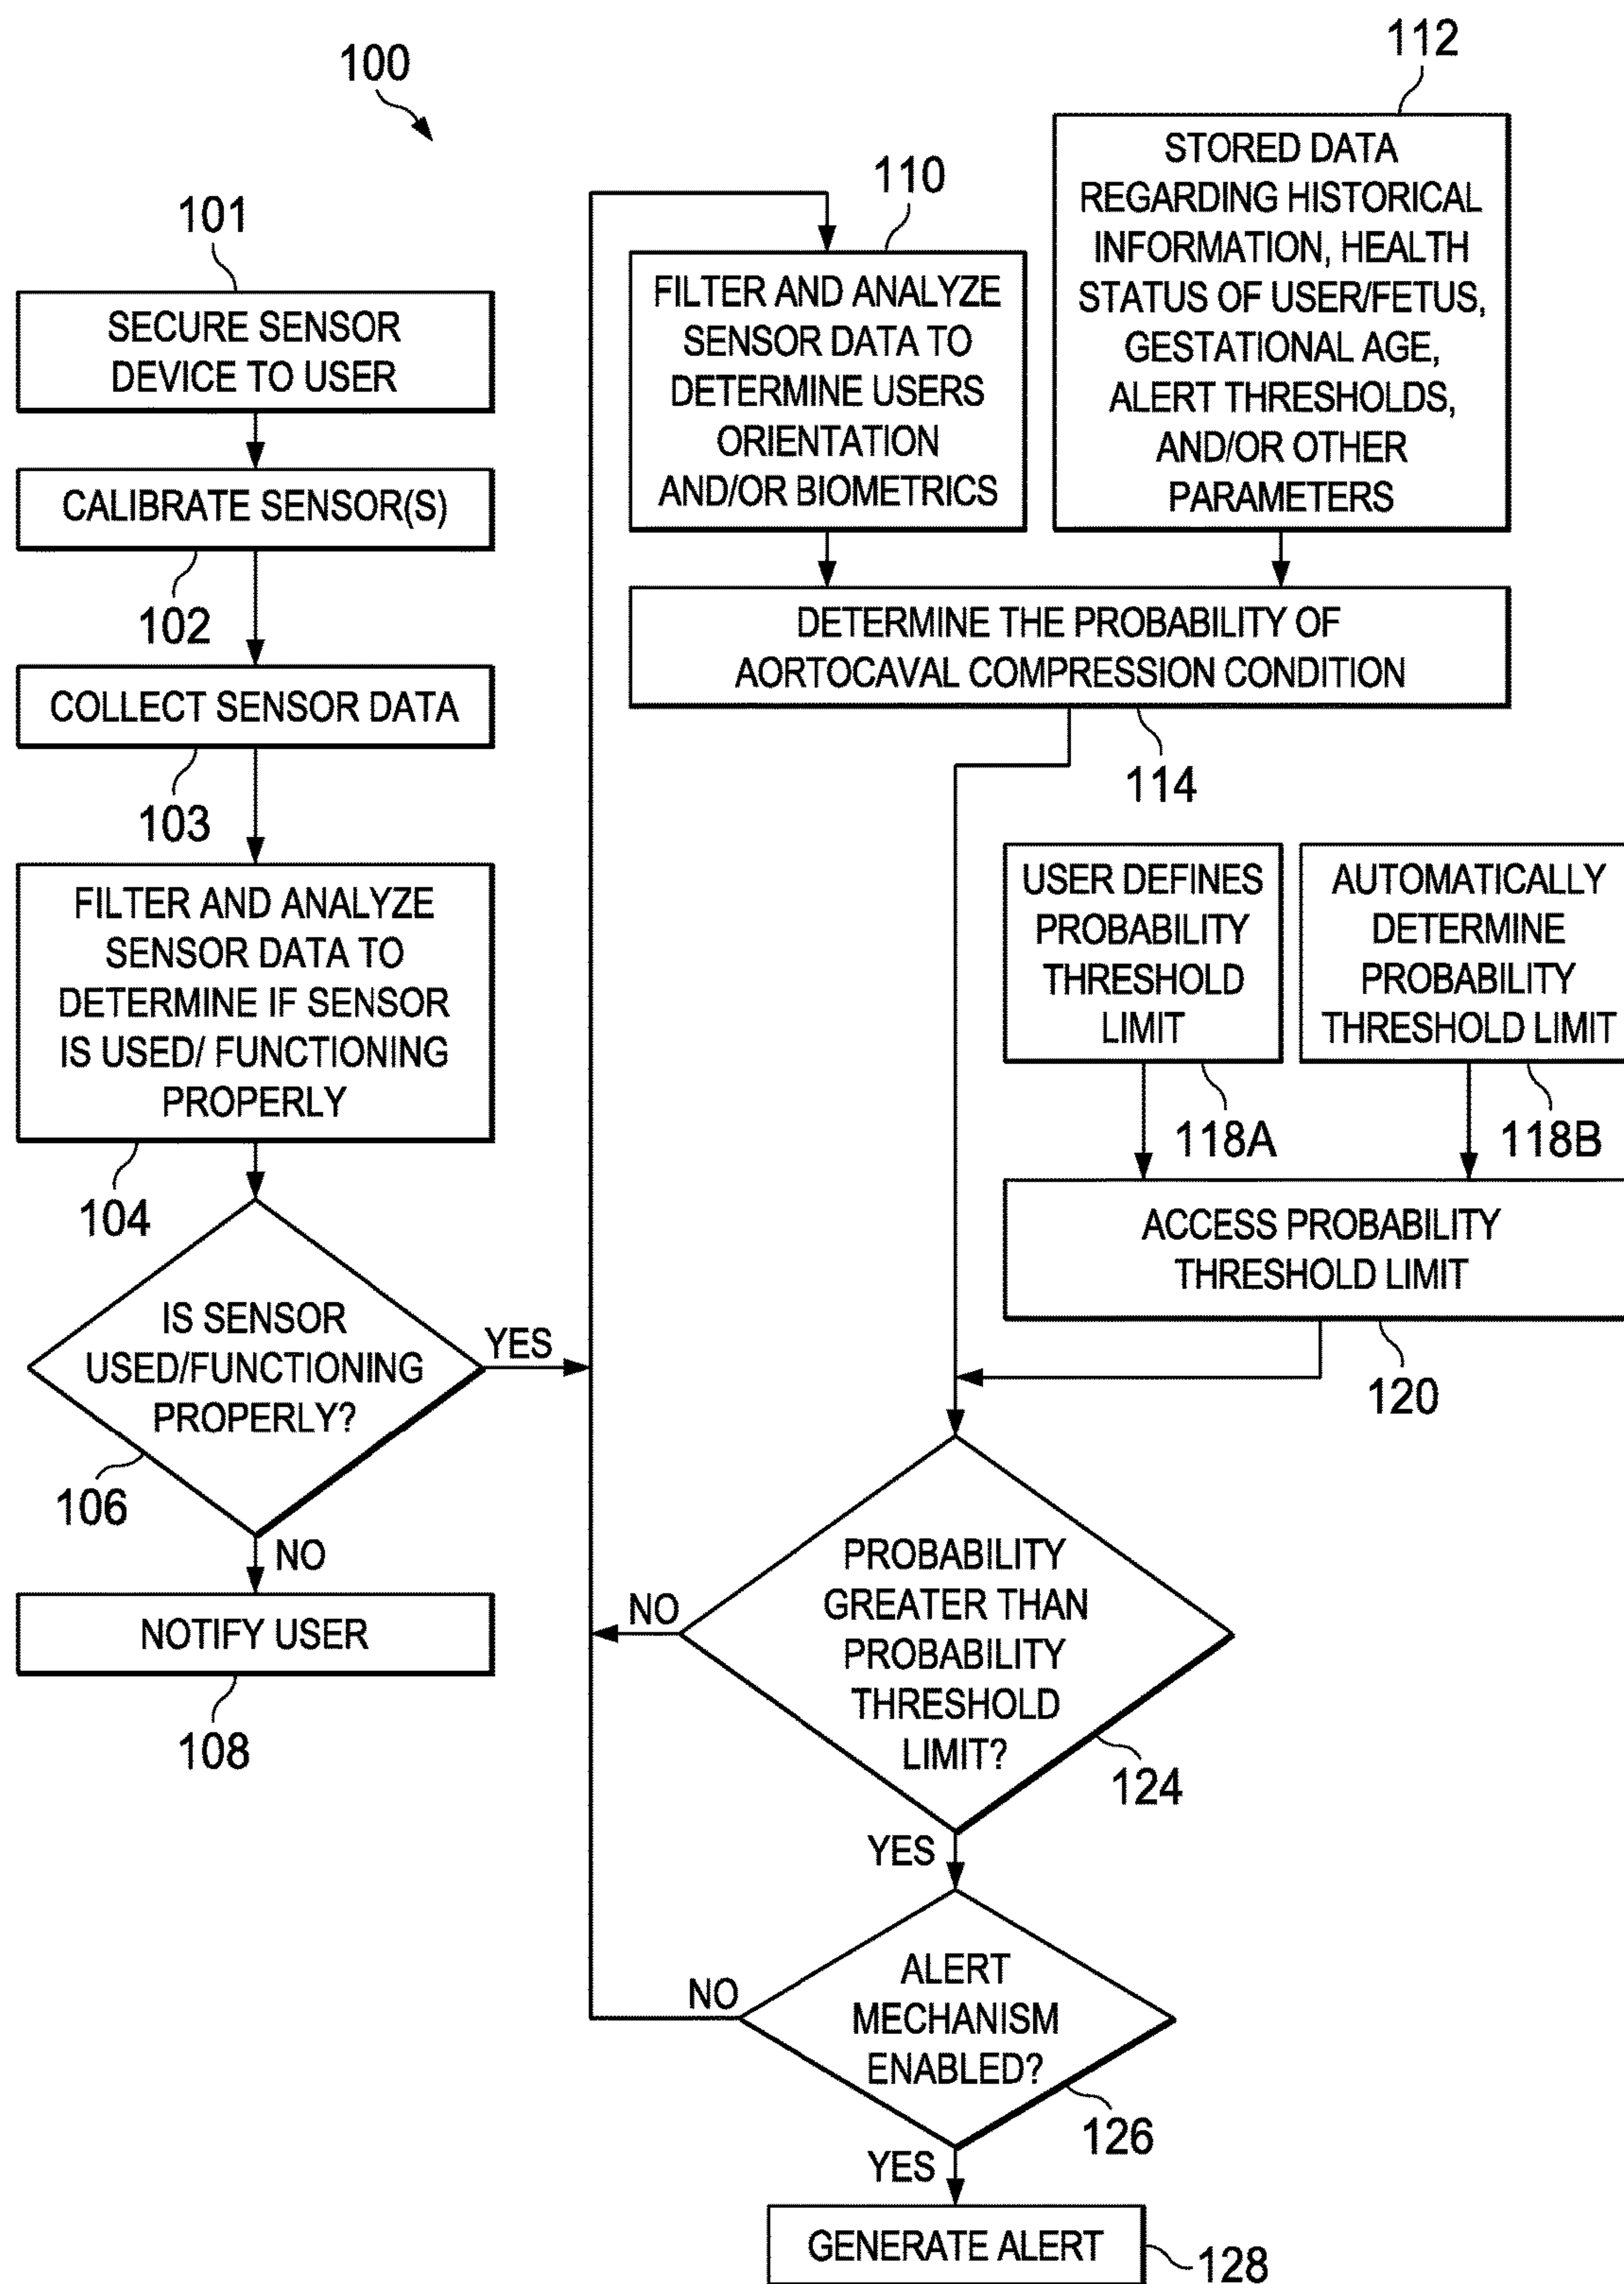 100
101
SECURE SENSOR
DEVICE TO USER
CALIBRATE SENSOR(S)
102
COLLECT SENSOR DATA
103
FILTER AND ANALYZE
SENSOR DATA TO
DETERMINE IF SENSOR
IS USED/ FUNCTIONING
PROPERLY
104
IS SENSOR
USED/FUNCTIONING
PROPERLY?
YES
106
NO
NOTIFY USER
108
110
FILTER AND ANALYZE
SENSOR DATA TO
DETERMINE USERS
ORIENTATION
AND/OR BIOMETRICS
112
STORED DATA
REGARDING HISTORICAL
INFORMATION, HEALTH
STATUS OF USER/FETUS,
GESTATIONAL AGE,
ALERT THRESHOLDS,
AND/OR OTHER
PARAMETERS
DETERMINE THE PROBABILITY OF
AORTOCAVAL COMPRESSION CONDITION
114
USER DEFINES
PROBABILITY
THRESHOLD
LIMIT
118A
AUTOMATICALLY
DETERMINE
PROBABILITY
THRESHOLD LIMIT
118B
ACCESS PROBABILITY
THRESHOLD LIMIT
120
PROBABILITY
GREATER THAN
PROBABILITY
THRESHOLD
LIMIT?
NO
124
YES
ALERT
MECHANISM
ENABLED?
NO
126
YES
GENERATE ALERT
128